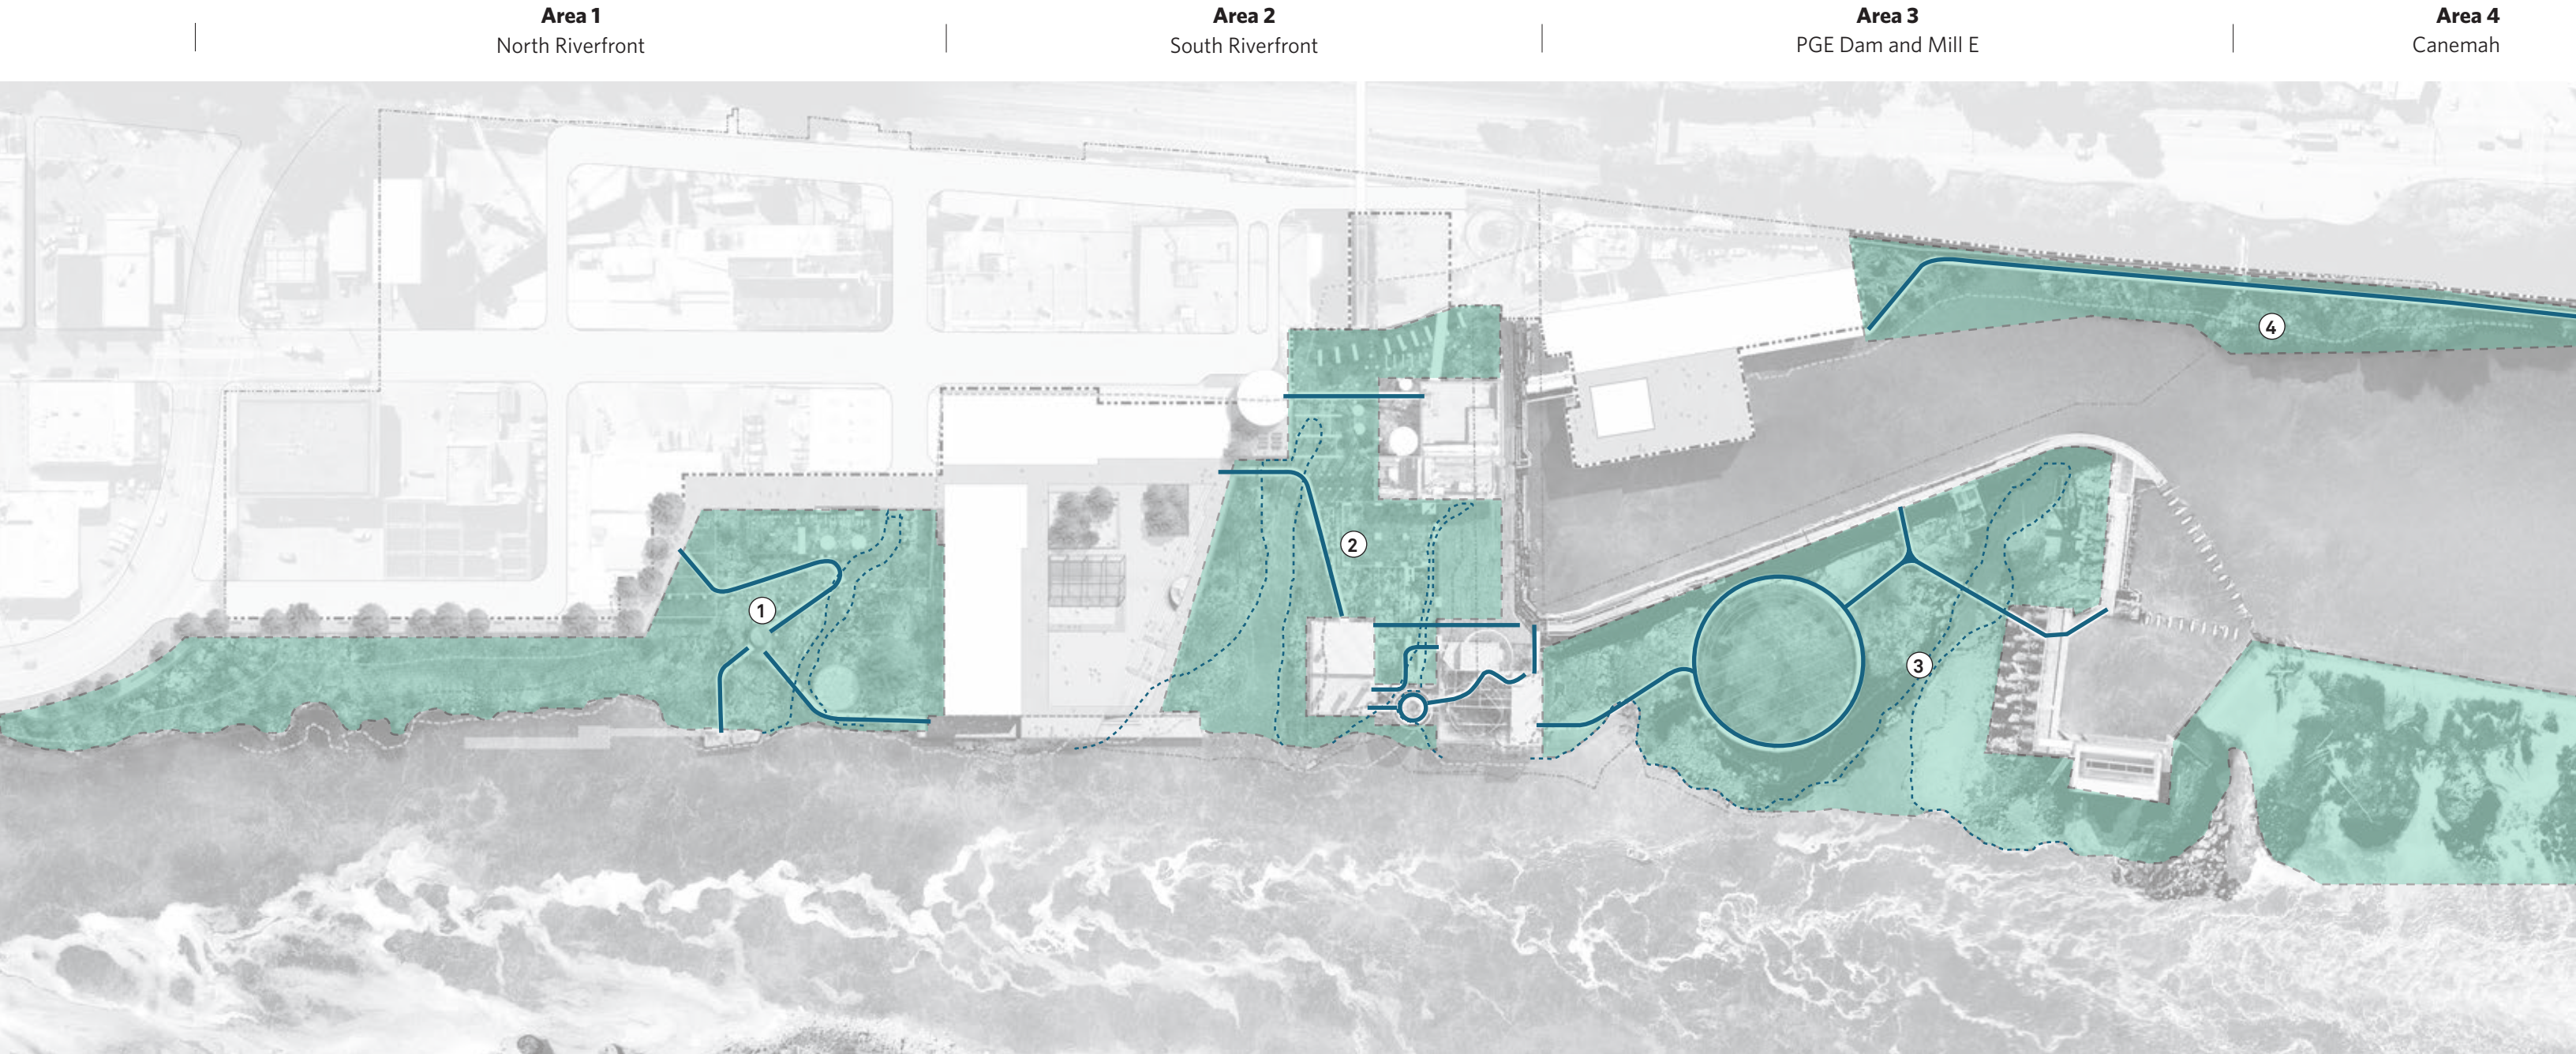 Area 1
North Riverfront
Area 2
South Riverfront
Area 3
PGE Dam and Mill E
Area 4
Canemah
4
2
1
3